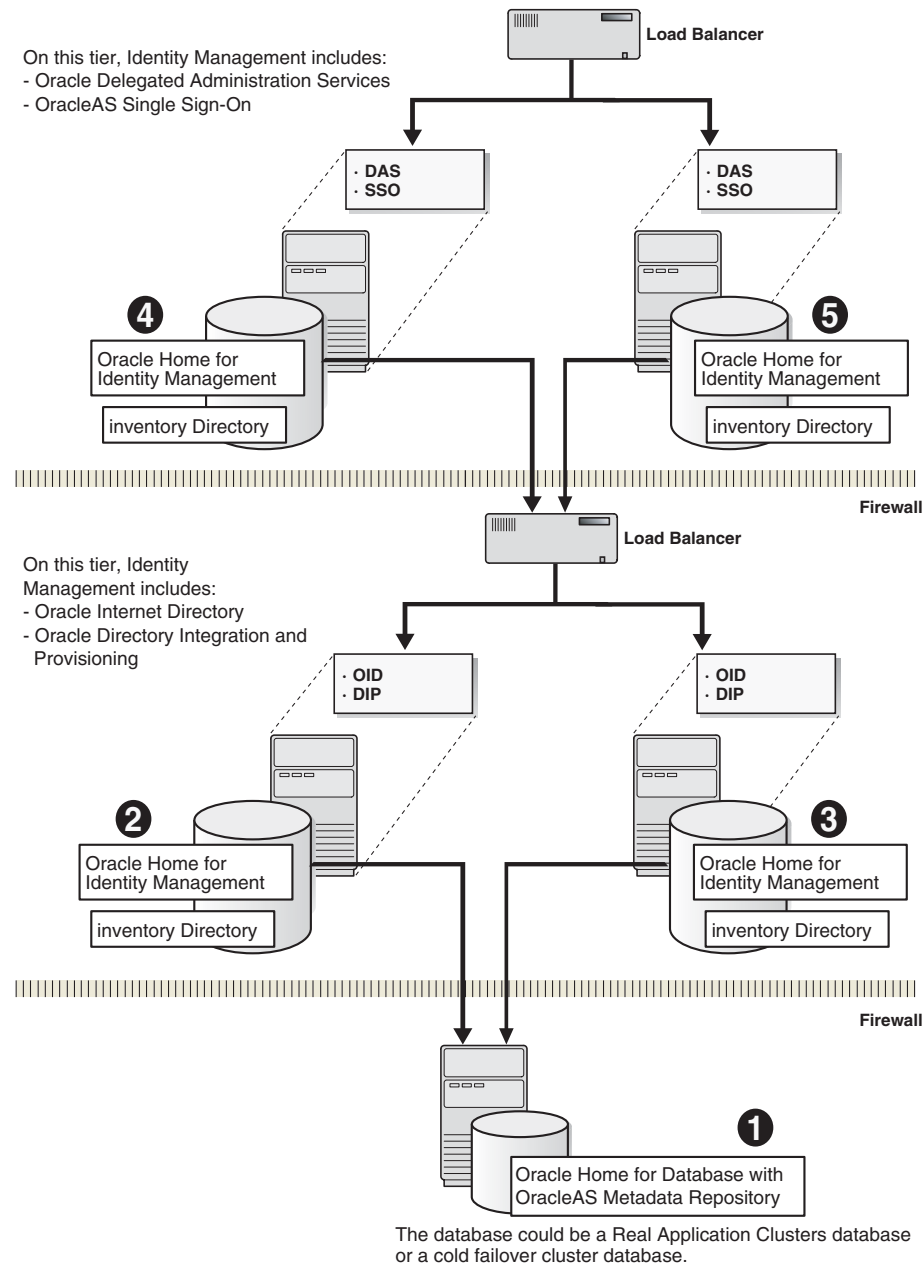 Load Balancer
On this tier, Identity Management includes:
- Oracle Delegated Administration Services
- OracleAS Single Sign-On
· DAS
· SSO
· DAS
· SSO
4
5
Oracle Home for
Identity Management
inventory Directory
Oracle Home for
Identity Management
inventory Directory
Firewall
Load Balancer
On this tier, Identity
Management includes:
- Oracle Internet Directory
- Oracle Directory Integration and
Provisioning
· OID
· DIP
· OID
· DIP
2
3
Oracle Home for
Identity Management
inventory Directory
Oracle Home for
Identity Management
inventory Directory
Firewall
1
Oracle Home for Database with
OracleAS Metadata Repository
The database could be a Real Application Clusters database
or a cold failover cluster database.